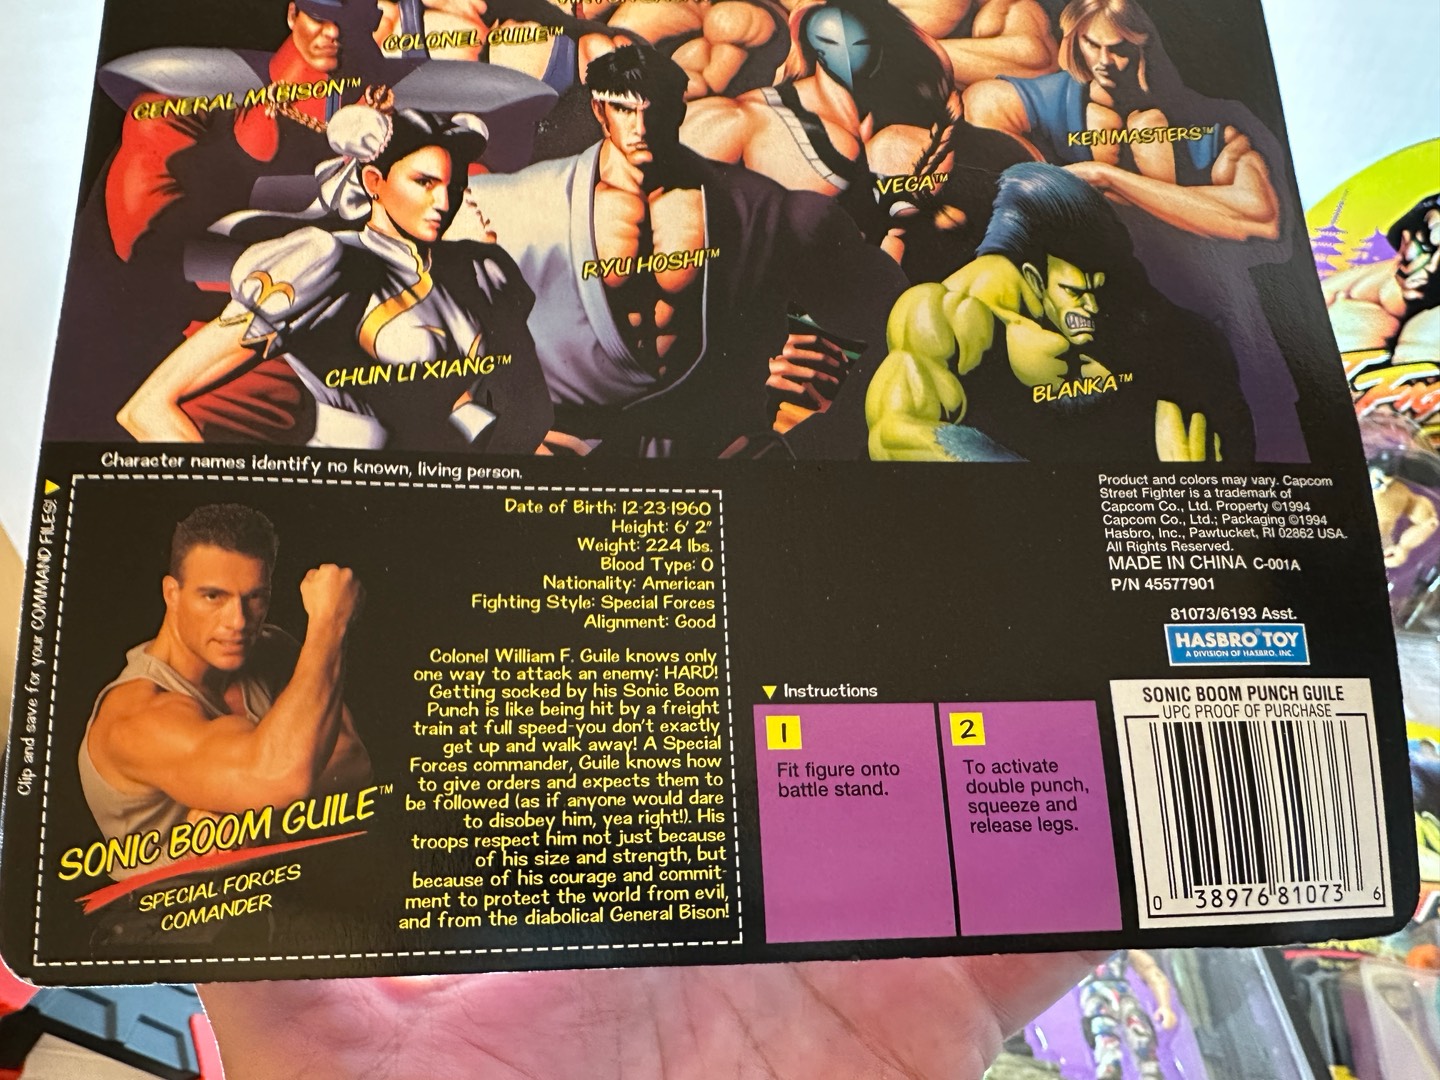 COLONEL GUILE™
GENERAL M. BISON™
KEN MASTERS™
VEGA™
RYU HOSHI™
CHUN LI XIANG™
BLANKA™
Character names identify no known, living person.
Clip and save for your COMMAND FILES!
Date of Birth: 12-23-1960
Height: 6' 2"
Weight: 224 lbs.
Blood Type: O
Nationality: American
Fighting Style: Special Forces
Alignment: Good
Colonel William F. Guile knows only
one way to attack an enemy: HARD!
Getting socked by his Sonic Boom
Punch is like being hit by a freight
train at full speed-you don't exactly
get up and walk away! A Special
Forces commander, Guile knows how
to give orders and expects them to
be followed (as if anyone would dare
to disobey him, yea right!). His
troops respect him not just because
of his size and strength, but
because of his courage and commit-
ment to protect the world from evil,
and from the diabolical General Bison!
SONIC BOOM GUILE™
SPECIAL FORCES
COMANDER
Instructions
1
Fit figure onto
battle stand.
2
To activate
double punch,
squeeze and
release legs.
Product and colors may vary. Capcom
Street Fighter is a trademark of
Capcom Co., Ltd. Property ©1994
Capcom Co., Ltd.; Packaging ©1994
Hasbro, Inc., Pawtucket, RI 02862 USA.
All Rights Reserved.
MADE IN CHINA C-001A
P/N 45577901
81073/6193 Asst.
HASBRO TOY
A DIVISION OF HASBRO, INC.
SONIC BOOM PUNCH GUILE
UPC PROOF OF PURCHASE
0 38976 81073 6